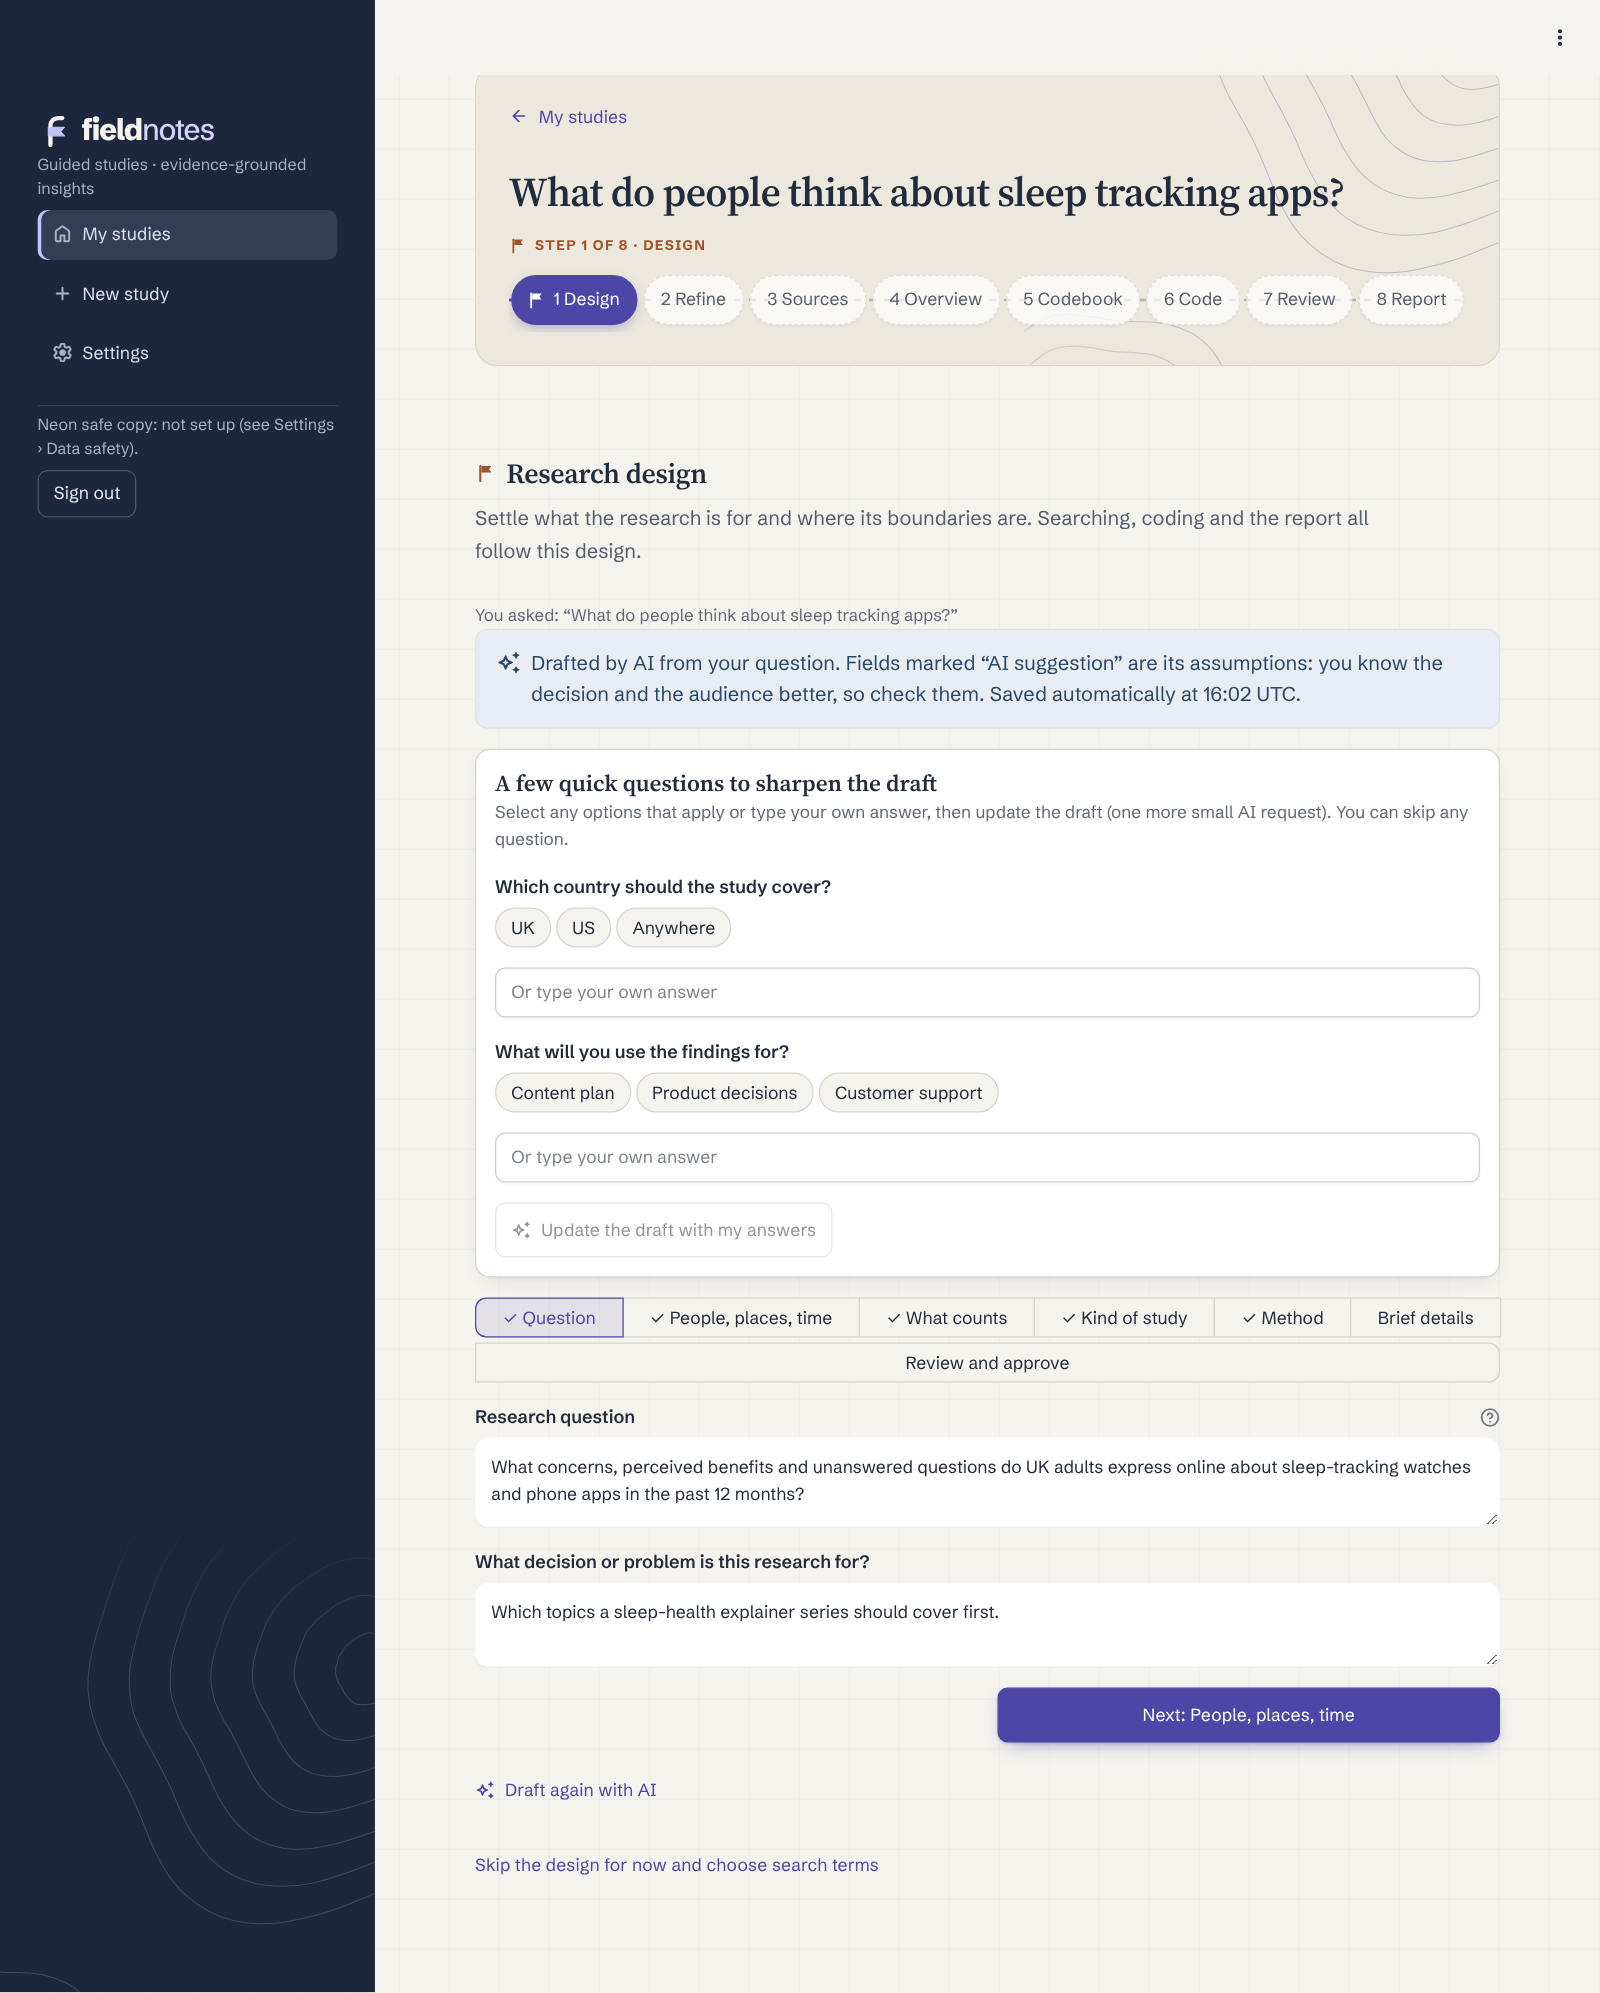 fieldnotes
Guided studies · evidence-grounded
insights
My studies
New study
Settings
Neon safe copy: not set up (see Settings
› Data safety).
Sign out
My studies
What do people think about sleep tracking apps?
STEP 1 OF 8 · DESIGN
1 Design
2 Refine
3 Sources
4 Overview
5 Codebook
6 Code
7 Review
8 Report
Research design
Settle what the research is for and where its boundaries are. Searching, coding and the report all
follow this design.
You asked: “What do people think about sleep tracking apps?”
Drafted by AI from your question. Fields marked “AI suggestion” are its assumptions: you know the
decision and the audience better, so check them. Saved automatically at 16:02 UTC.
A few quick questions to sharpen the draft
Select any options that apply or type your own answer, then update the draft (one more small AI request). You can skip any
question.
Which country should the study cover?
UK
US
Anywhere
Or type your own answer
What will you use the findings for?
Content plan
Product decisions
Customer support
Or type your own answer
Update the draft with my answers
✓ Question
✓ People, places, time
✓ What counts
✓ Kind of study
✓ Method
Brief details
Review and approve
Research question
What concerns, perceived benefits and unanswered questions do UK adults express online about sleep-tracking watches
and phone apps in the past 12 months?
What decision or problem is this research for?
Which topics a sleep-health explainer series should cover first.
Next: People, places, time
Draft again with AI
Skip the design for now and choose search terms